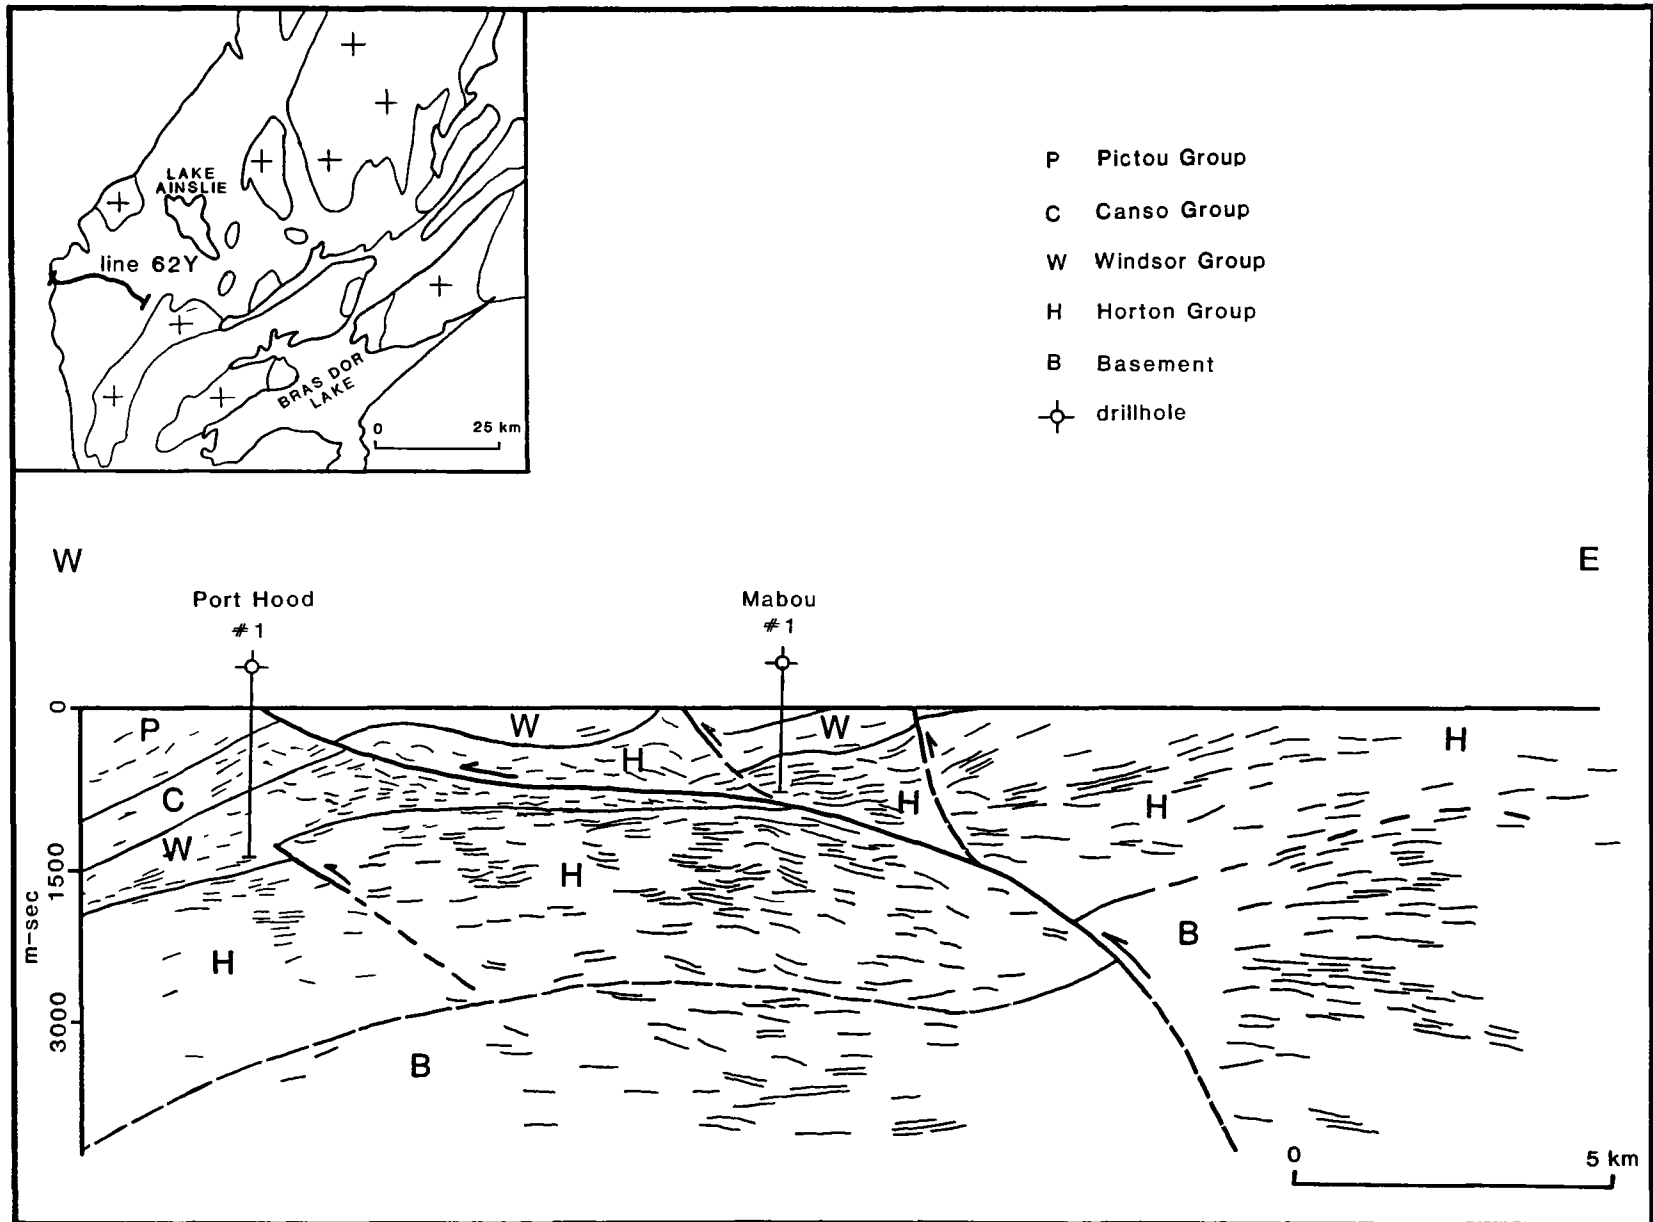 LAKE
AINSLIE
line 62Y
BRAS DOR
LAKE
0 25 km
P Pictou Group
C Canso Group
W Windsor Group
H Horton Group
B Basement
drillhole
W E
Port Hood
#1
Mabou
#1
0
1500
3000
m-sec
P
C
W
H
W
H
W
H
H
H
H
B
B
0 5 km